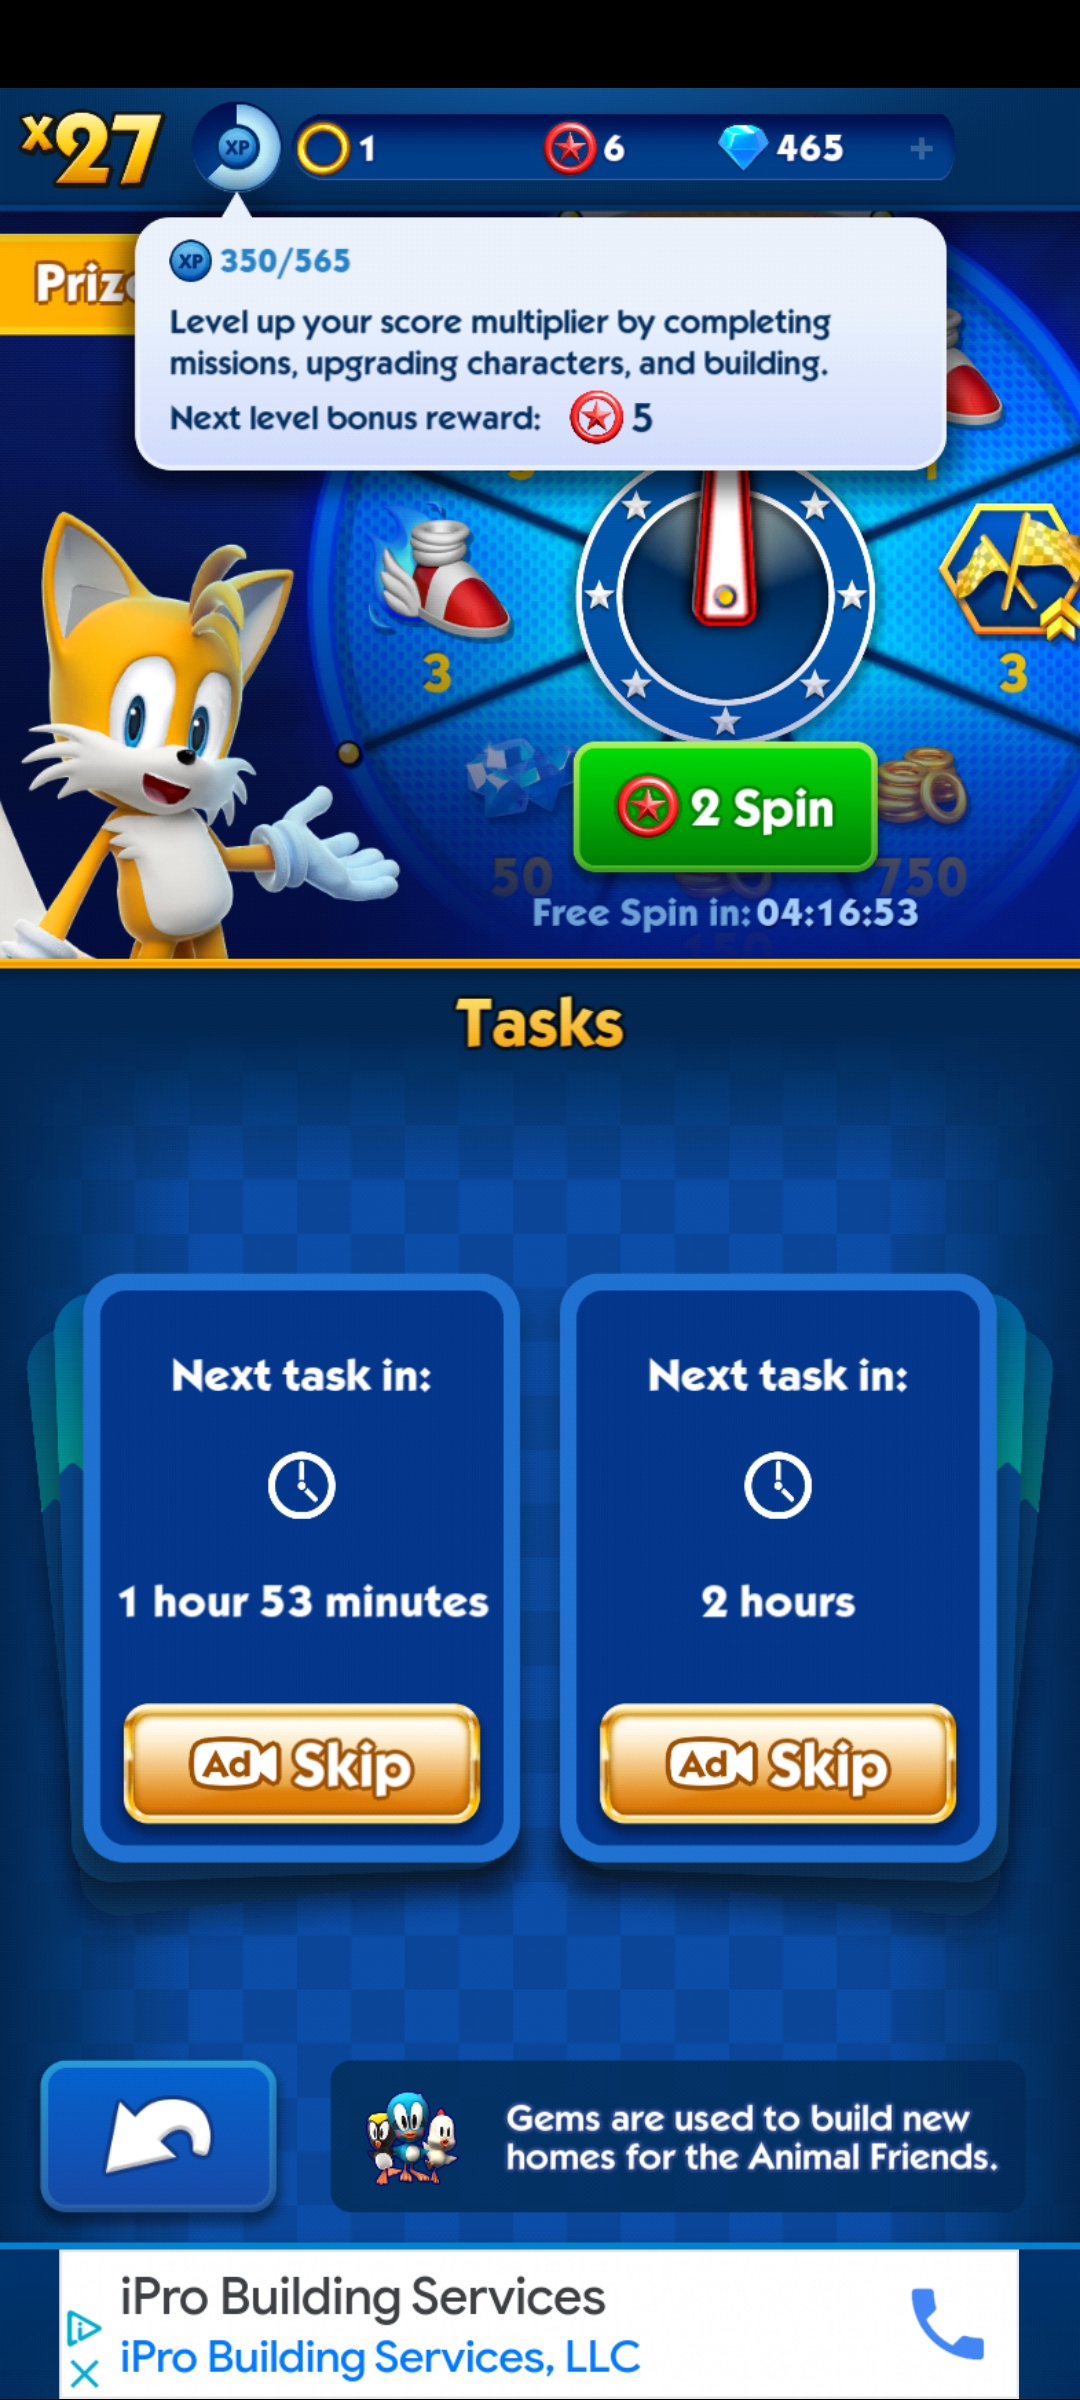 x27
XP
1
6
465
+
Priz
XP 350/565
Level up your score multiplier by completing
missions, upgrading characters, and building.
Next level bonus reward: 5
3
3
2 Spin
50
750
Free Spin in: 04:16:53
Tasks
Next task in:
1 hour 53 minutes
Ad Skip
Next task in:
2 hours
Ad Skip
Gems are used to build new
homes for the Animal Friends.
iPro Building Services
iPro Building Services, LLC